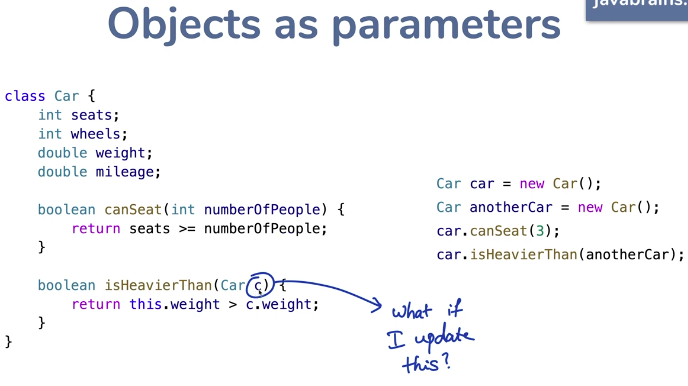 javabrains.
Objects as parameters
class Car {
    int seats;
    int wheels;
    double weight;
    double mileage;
    boolean canSeat(int numberOfPeople) {
        return seats >= numberOfPeople;
    }
    boolean isHeavierThan(Car c) {
        return this.weight > c.weight;
    }
}
Car car = new Car();
Car anotherCar = new Car();
car.canSeat(3);
car.isHeavierThan(anotherCar);
what if
I update
this?